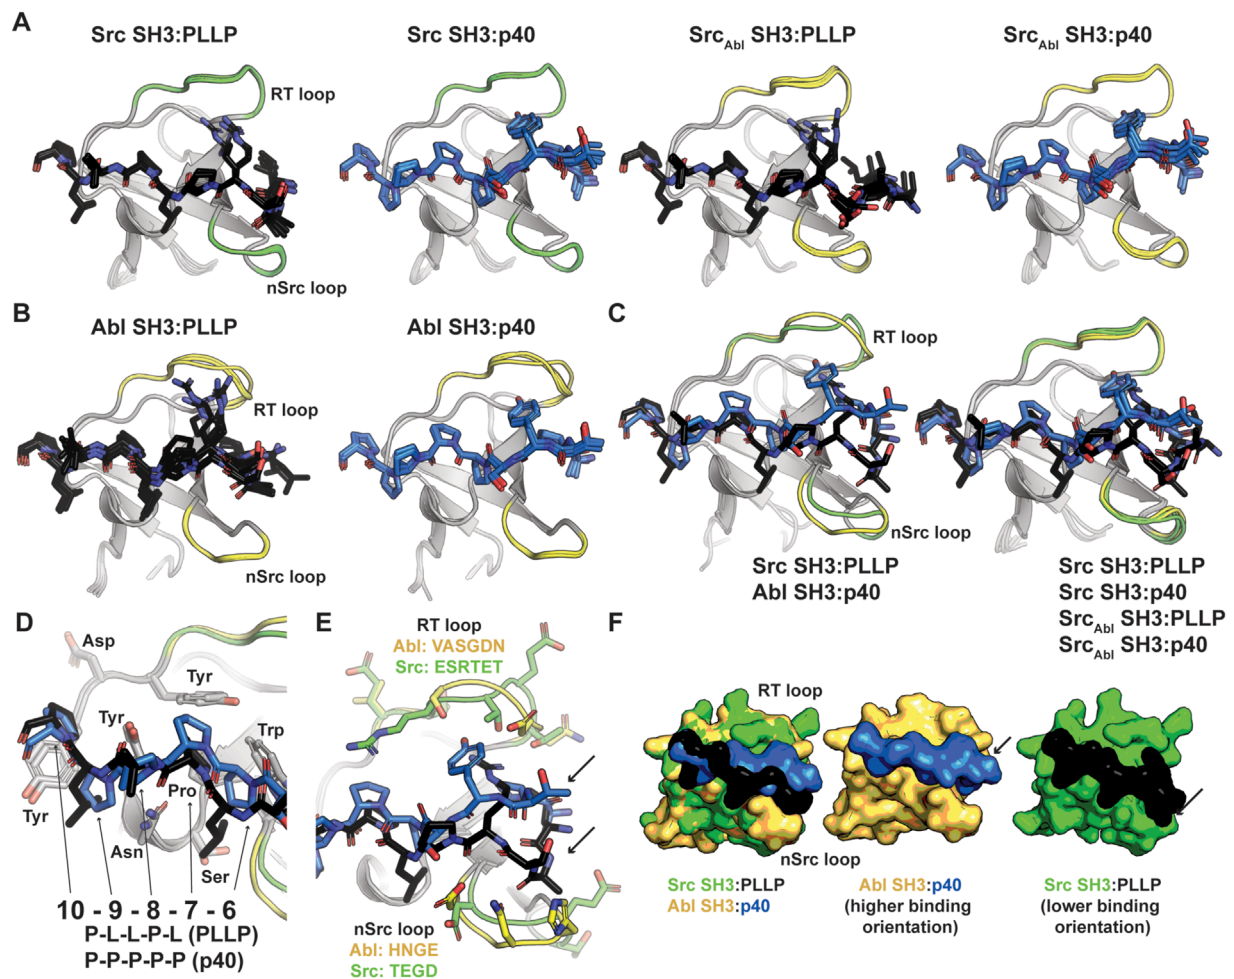 A
Src SH3:PLLP
Src SH3:p40
SrcAbl SH3:PLLP
SrcAbl SH3:p40
RT loop
nSrc loop
B
Abl SH3:PLLP
Abl SH3:p40
RT loop
nSrc loop
C
RT loop
nSrc loop
Src SH3:PLLP
Abl SH3:p40
Src SH3:PLLP
Src SH3:p40
SrcAbl SH3:PLLP
SrcAbl SH3:p40
D
Asp
Tyr
Tyr
Trp
Pro
Tyr
Asn
Ser
10 - 9 - 8 - 7 - 6
P-L-L-P-L (PLLP)
P-P-P-P-P (p40)
E
RT loop
Abl: VASGDN
Src: ESRTET
nSrc loop
Abl: HNGE
Src: TEGD
F
RT loop
nSrc loop
Src SH3:PLLP
Abl SH3:p40
Abl SH3:p40
(higher binding
orientation)
Src SH3:PLLP
(lower binding
orientation)